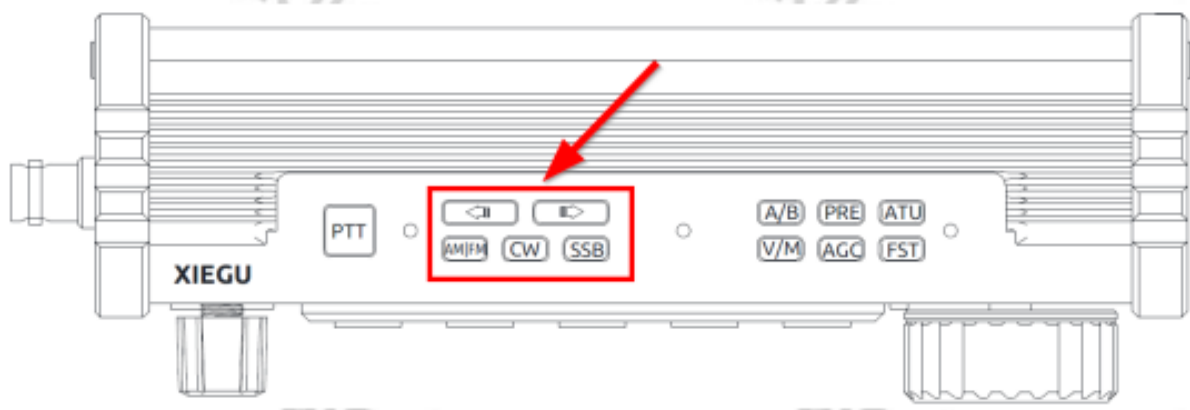 PTT
AM|FM CW SSB
A/B PRE ATU
V/M AGC FST
XIEGU